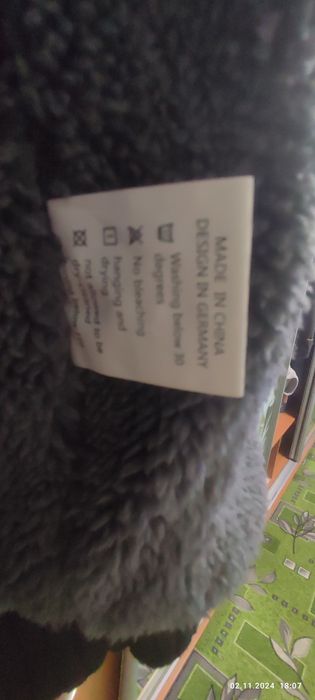 MADE IN CHINA
DESIGN IN GERMANY
Washing below 30
degrees
No bleaching
hanging and
drying
not allowed to be
02.11.2024 18:07